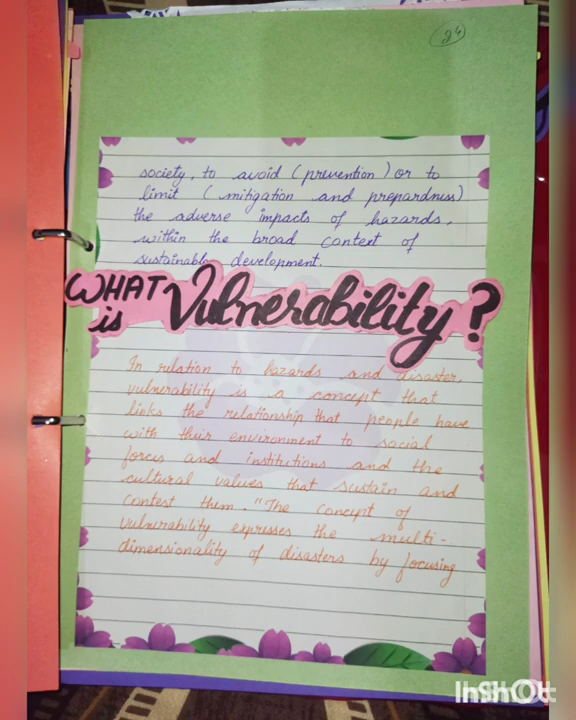 24
society, to avoid (prevention) or to
limit (mitigation and prepardness)
the adverse impacts of hazards,
within the broad context of
sustainable development.
WHAT is Vulnerability?
In relation to hazards and disaster,
vulnerability is a concept that
links the relationship that people have
with their environment to social
forces and institutions and the
cultural values that sustain and
contest them. "The concept of
vulnerability expresses the multi-
dimensionality of disasters by focusing
InShOt